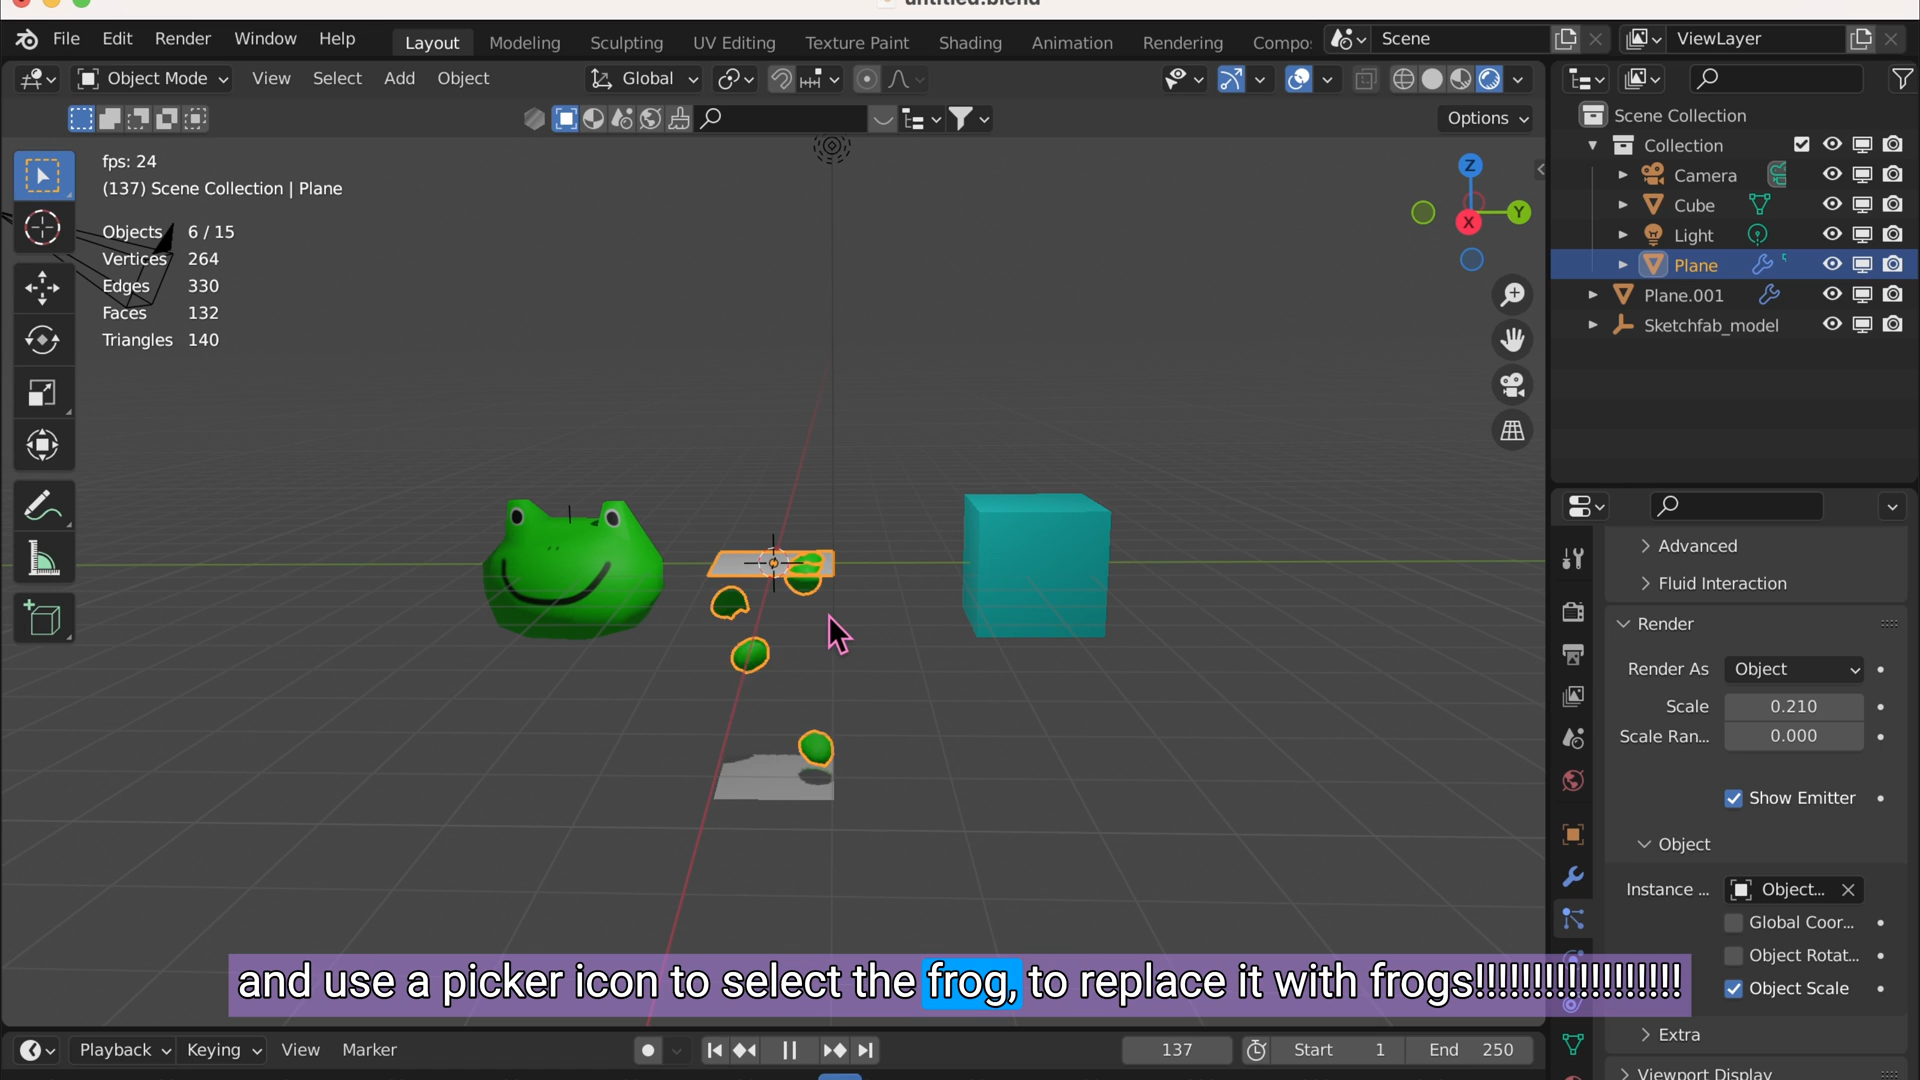 untitled.blend
File Edit Render Window Help
Layout Modeling Sculpting UV Editing Texture Paint Shading Animation Rendering Compo:
Scene
ViewLayer
Object Mode View Select Add Object
Global
Options
fps: 24
(137) Scene Collection | Plane
Objects 6 / 15
Vertices 264
Edges 330
Faces 132
Triangles 140
Z
Y
X
Scene Collection
Collection
Camera
Cube
Light
Plane
Plane.001
Sketchfab_model
Advanced
Fluid Interaction
Render
Render As Object
Scale 0.210
Scale Ran... 0.000
Show Emitter
Object
Instance ... Object...
Global Coor...
Object Rotat...
Object Scale
Extra
Viewport Display
and use a picker icon to select the frog, to replace it with frogs!!!!!!!!!!!!!!!!!!
Playback Keying View Marker
137 Start 1 End 250